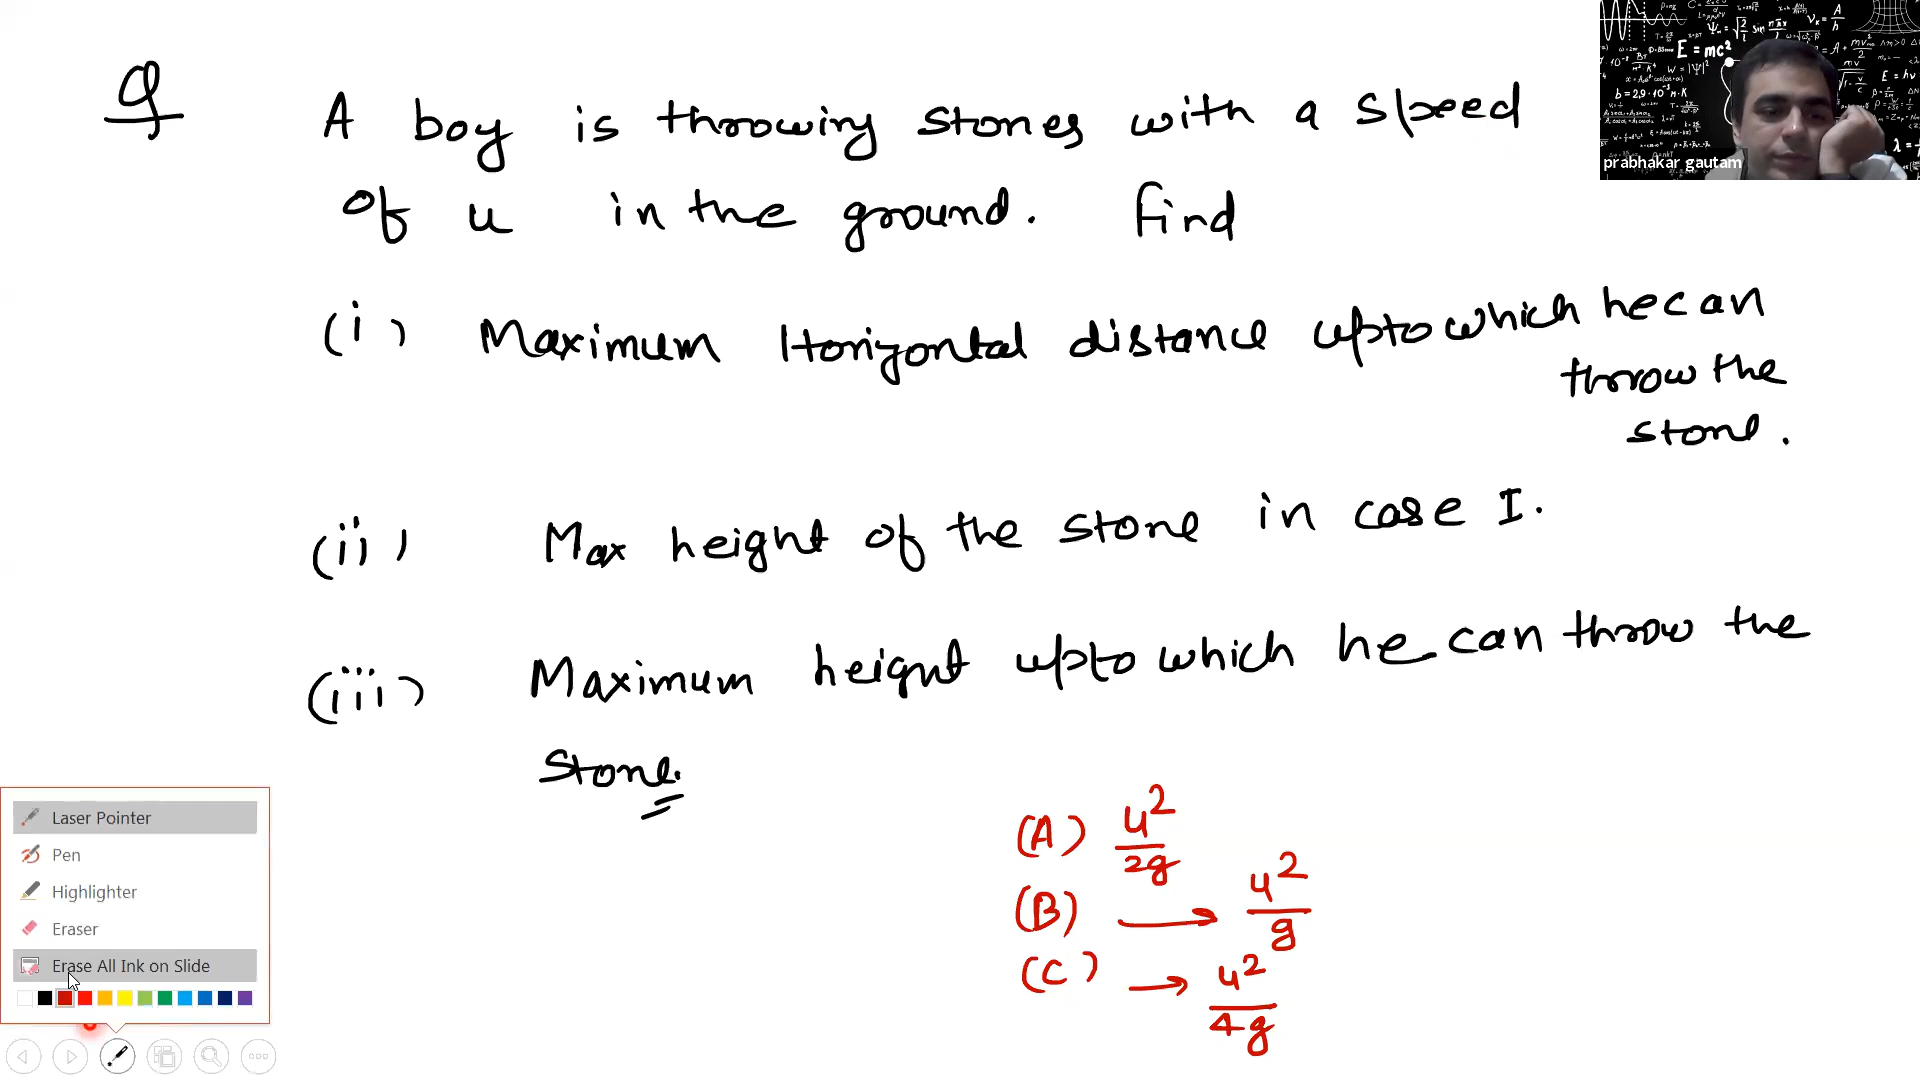 Q
A boy is throwing stones with a speed
of u in the ground. find
(i) Maximum Horizontal distance upto which he can
throw the
stone.
(ii) Max height of the stone in case I.
(iii) Maximum height upto which he can throw the
stone.
(A) u²/2g
(B) → u²/g
(C) → u²/4g
Laser Pointer
Pen
Highlighter
Eraser
Erase All Ink on Slide
E = mc²
prabhakar gautam